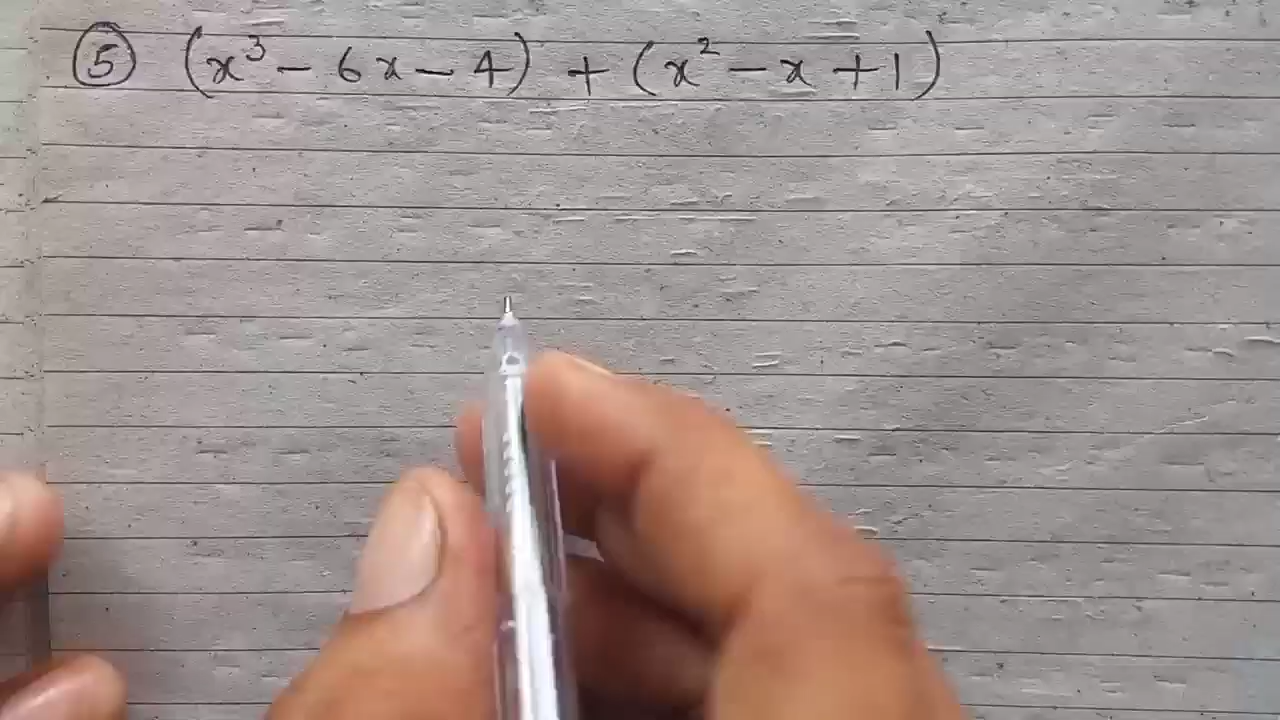 ⑤ (x³ - 6x - 4) + (x² - x + 1)